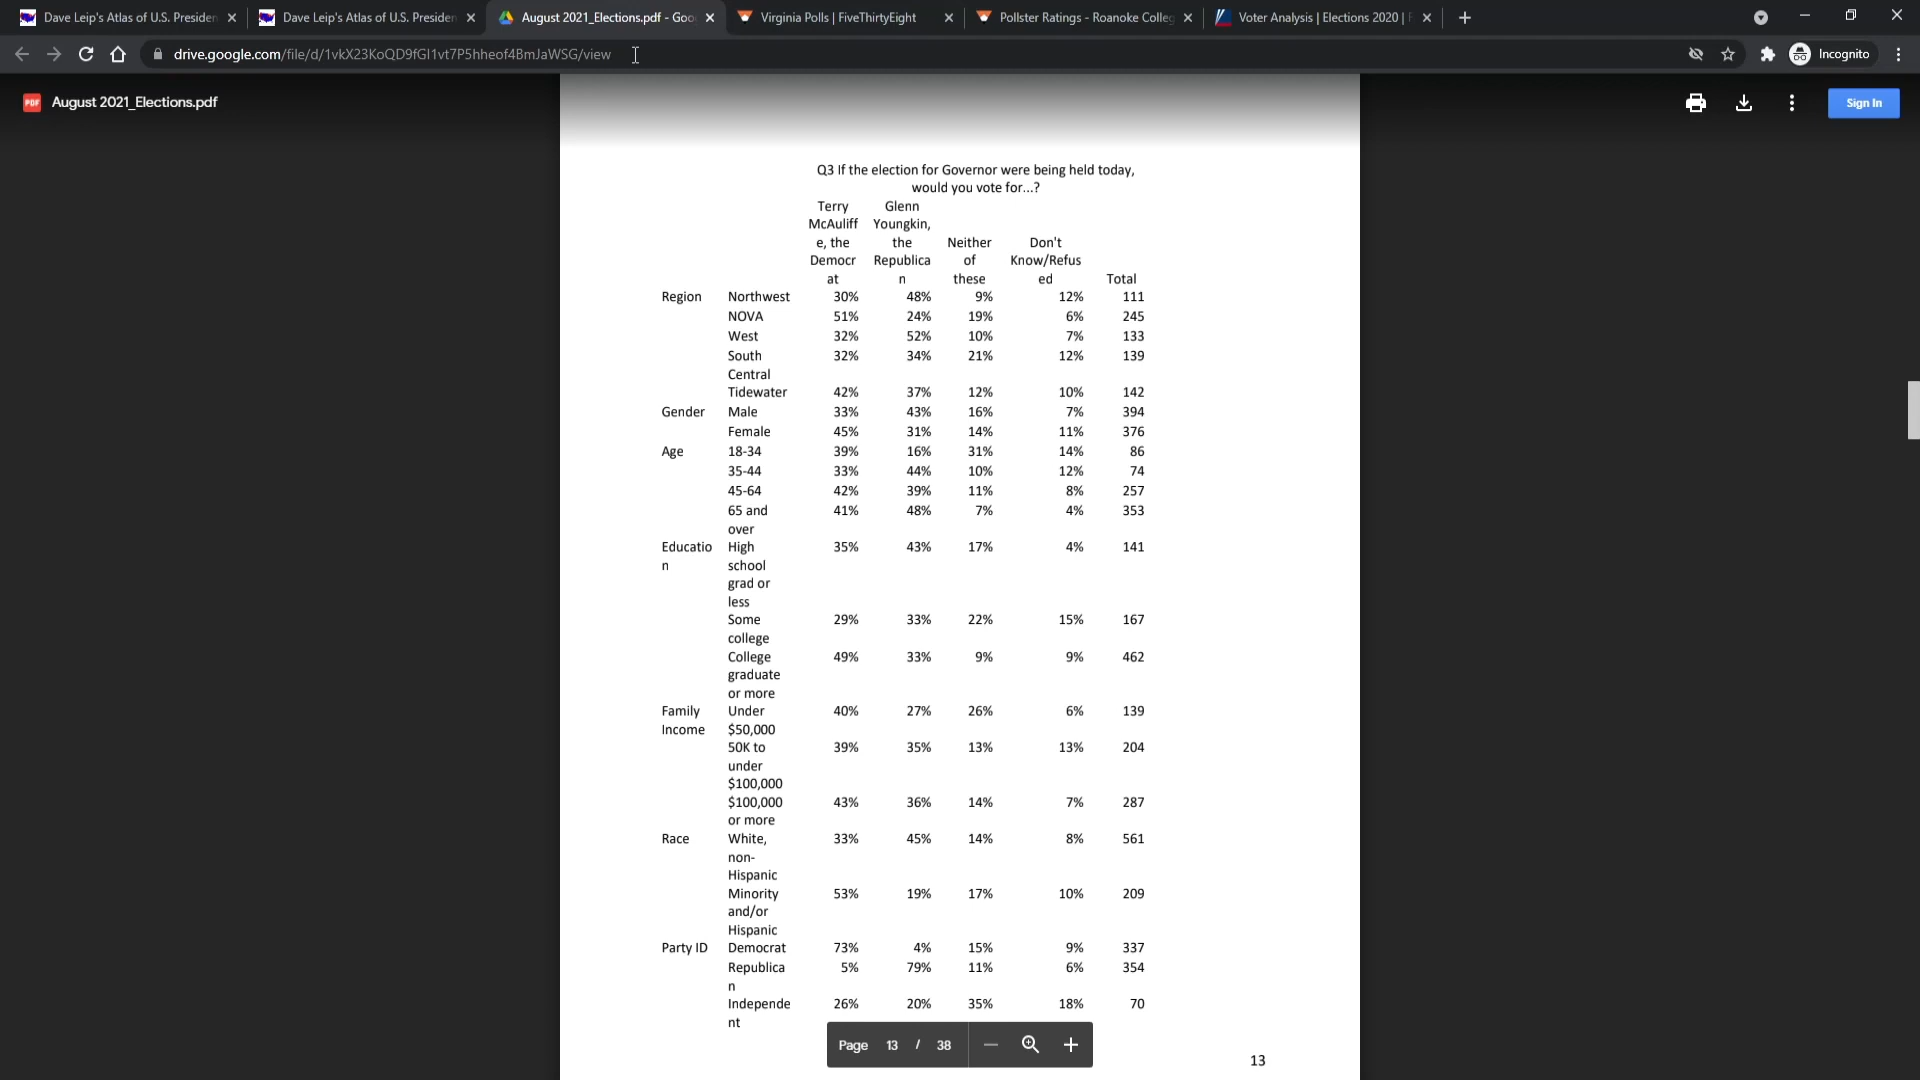 Dave Leip's Atlas of U.S. Presiden
Dave Leip's Atlas of U.S. Presiden
August 2021_Elections.pdf - Goo
Virginia Polls | FiveThirtyEight
Pollster Ratings - Roanoke Colleg
Voter Analysis | Elections 2020 | F
drive.google.com/file/d/1vkX23KoQD9fGl1vt7P5hheof4BmJaWSG/view
Incognito
PDF
August 2021_Elections.pdf
Sign In
Q3 If the election for Governor were being held today,
would you vote for...?
Terry Glenn
McAuliff Youngkin,
e, the the Neither Don't
Democr Republica of Know/Refus
at n these ed Total
Region Northwest 30% 48% 9% 12% 111
NOVA 51% 24% 19% 6% 245
West 32% 52% 10% 7% 133
South 32% 34% 21% 12% 139
Central
Tidewater 42% 37% 12% 10% 142
Gender Male 33% 43% 16% 7% 394
Female 45% 31% 14% 11% 376
Age 18-34 39% 16% 31% 14% 86
35-44 33% 44% 10% 12% 74
45-64 42% 39% 11% 8% 257
65 and 41% 48% 7% 4% 353
over
Educatio High 35% 43% 17% 4% 141
n school
grad or
less
Some 29% 33% 22% 15% 167
college
College 49% 33% 9% 9% 462
graduate
or more
Family Under 40% 27% 26% 6% 139
Income $50,000
50K to 39% 35% 13% 13% 204
under
$100,000
$100,000 43% 36% 14% 7% 287
or more
Race White, 33% 45% 14% 8% 561
non-
Hispanic
Minority 53% 19% 17% 10% 209
and/or
Hispanic
Party ID Democrat 73% 4% 15% 9% 337
Republica 5% 79% 11% 6% 354
n
Independe 26% 20% 35% 18% 70
nt
Page 13 / 38
13